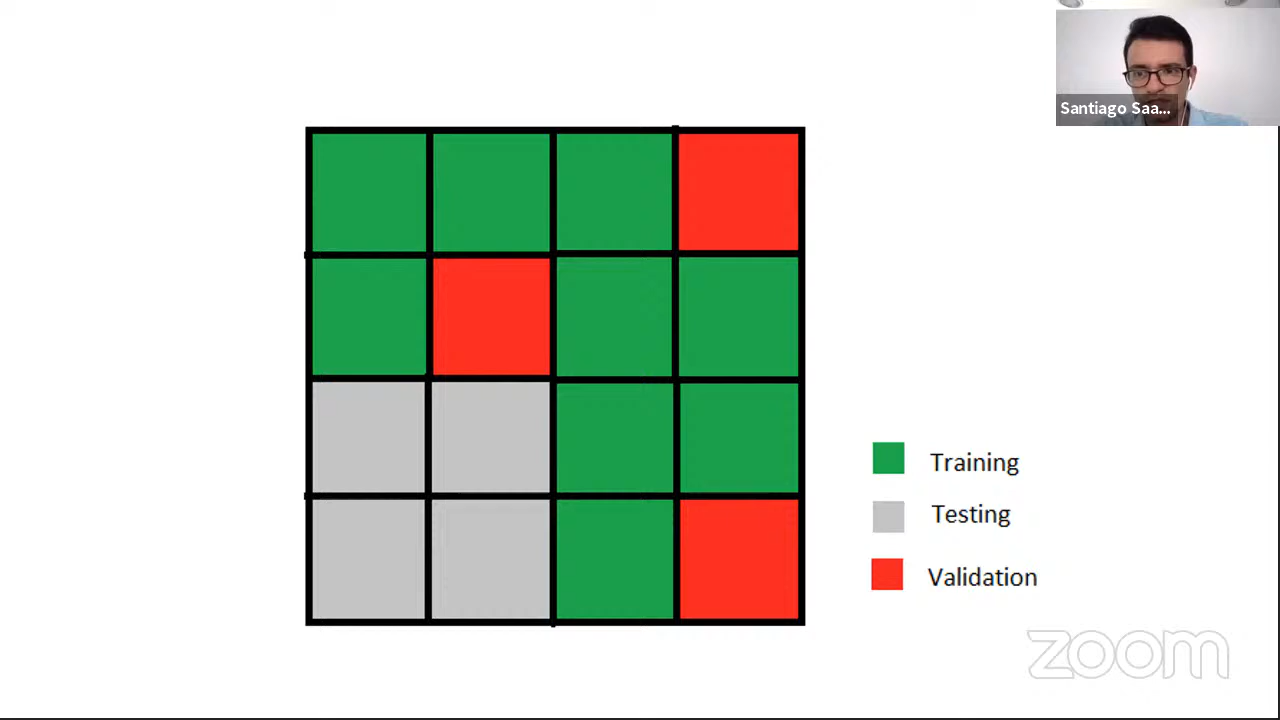 Santiago Saa...
Training
Testing
Validation
zoom